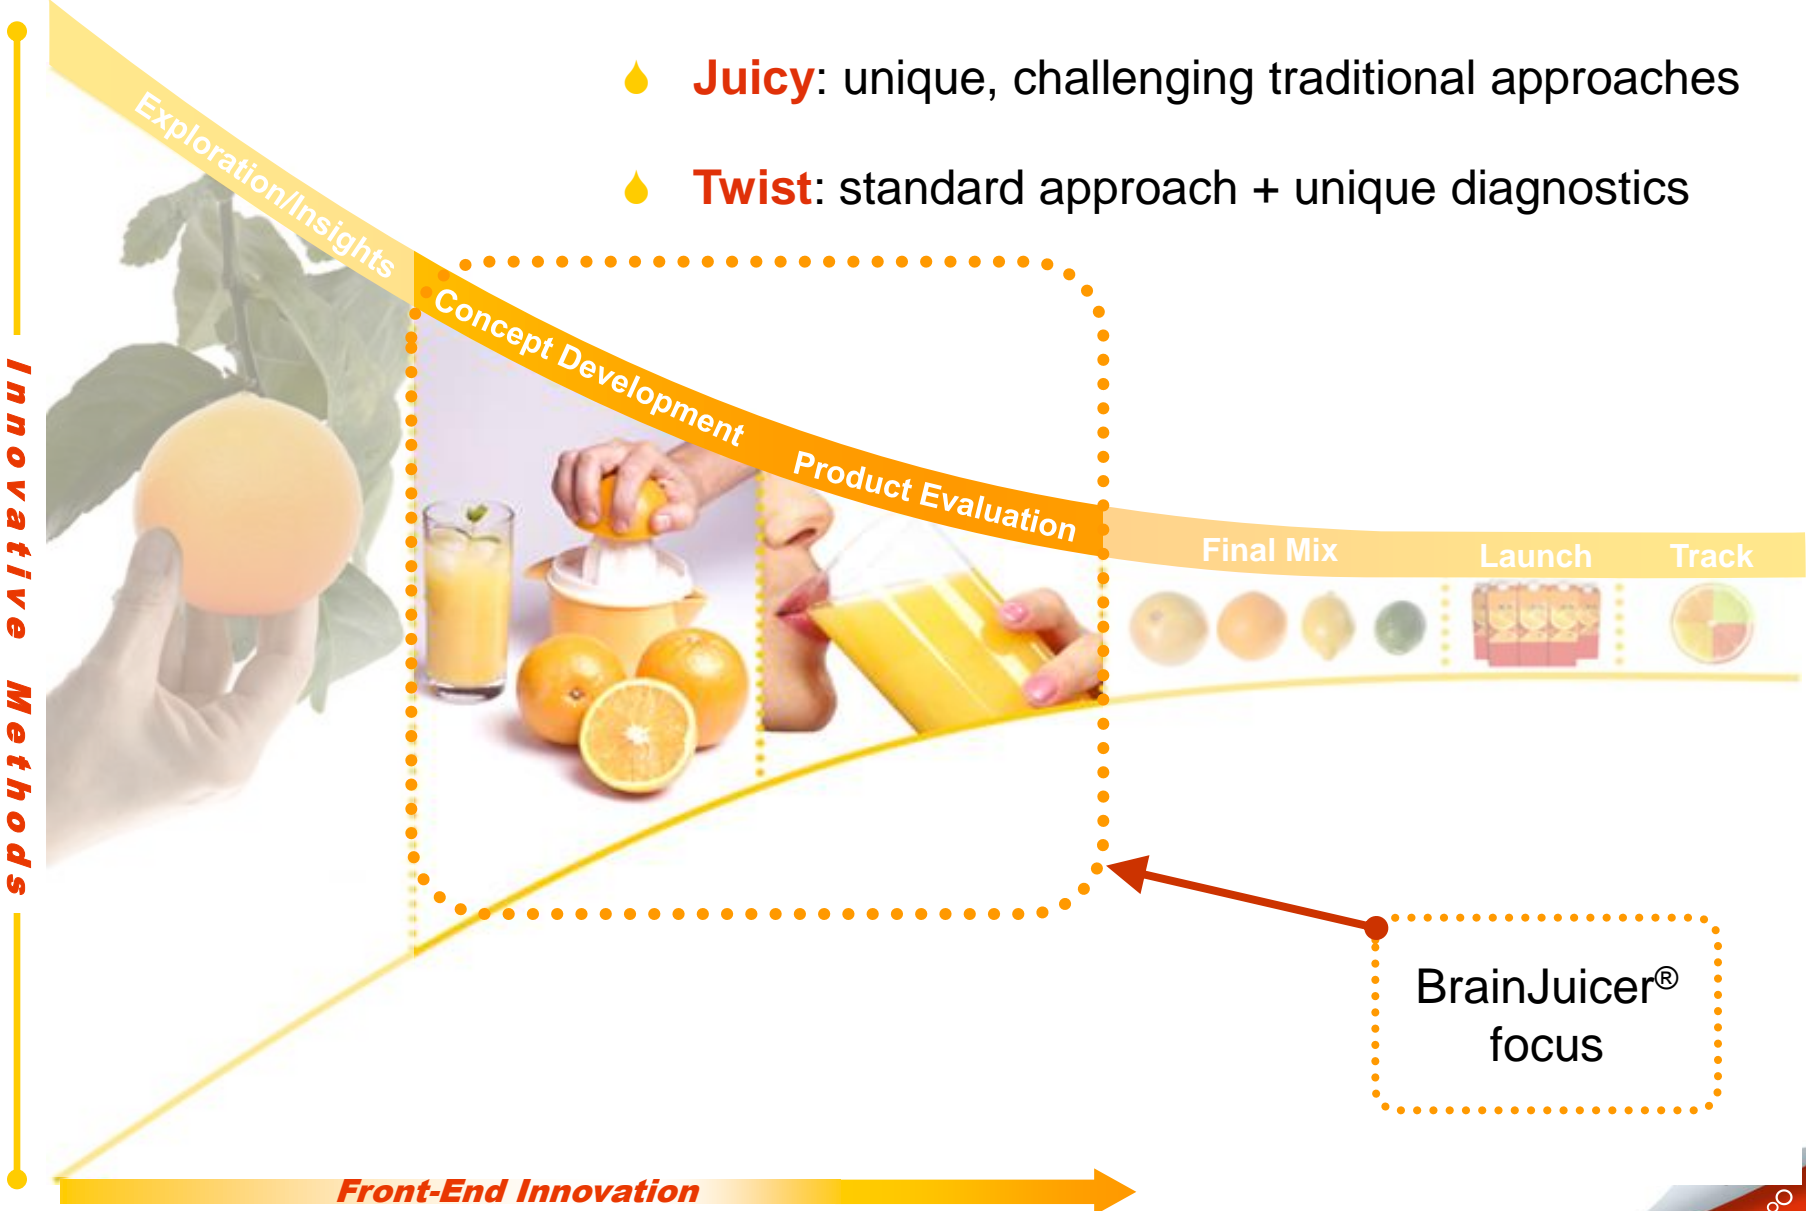 Juicy: unique, challenging traditional approaches
Twist: standard approach + unique diagnostics
Exploration/Insights
Concept Development
Product Evaluation
Final Mix
Launch
Track
Innovative Methods
BrainJuicer®
focus
Front-End Innovation